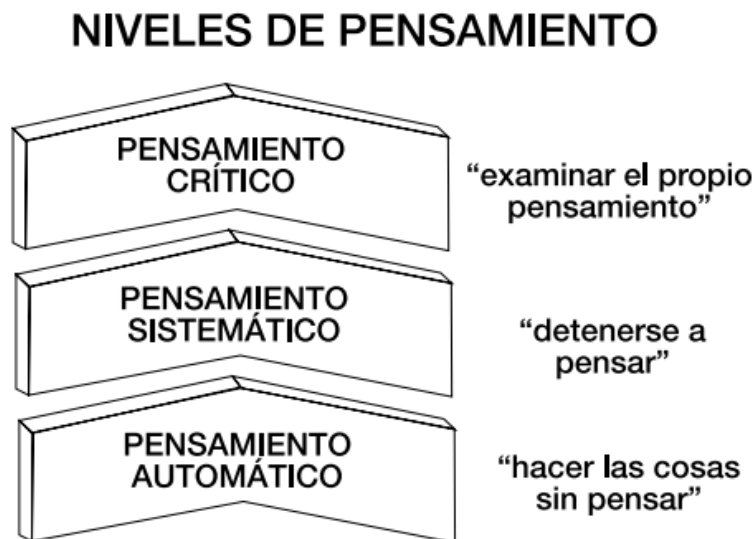 NIVELES DE PENSAMIENTO
PENSAMIENTO
CRÍTICO
“examinar el propio
pensamiento”
PENSAMIENTO
SISTEMÁTICO
“detenerse a
pensar”
PENSAMIENTO
AUTOMÁTICO
“hacer las cosas
sin pensar”